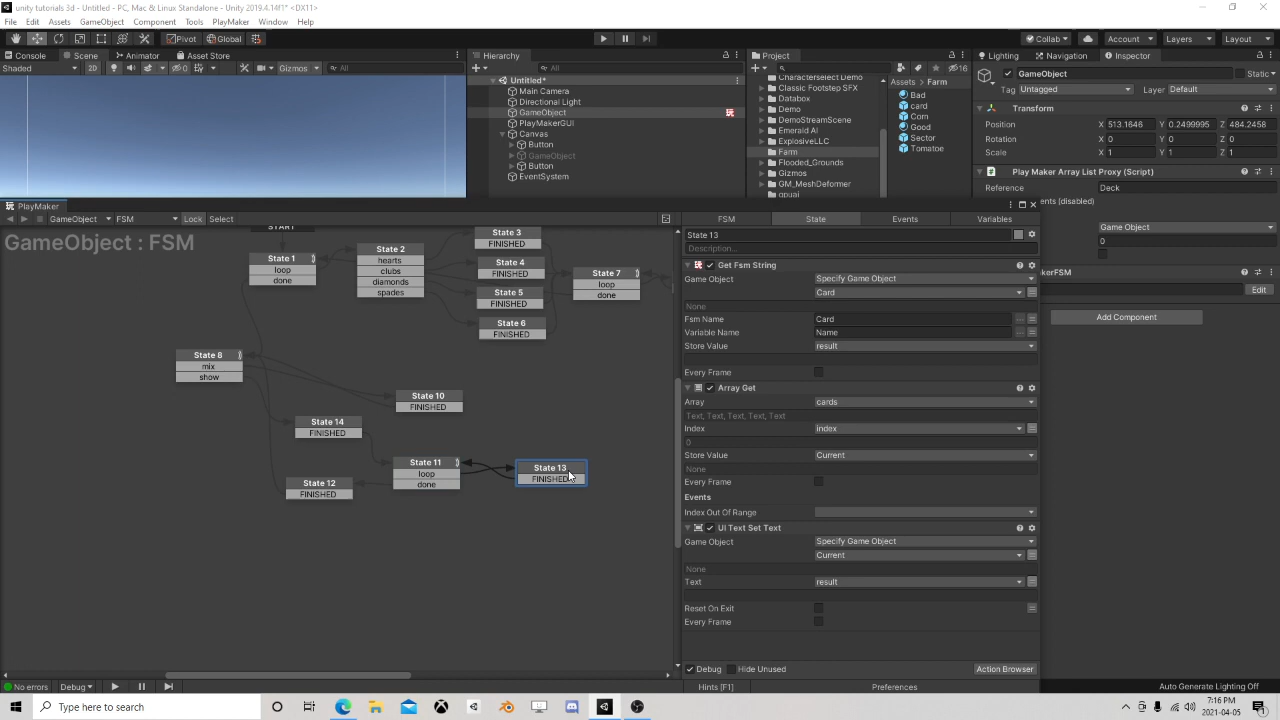 unity tutorials 3d - Untitled - PC, Mac & Linux Standalone - Unity 2019.4.14f1* <DX11>
File Edit Assets GameObject Component Tools PlayMaker Window Help
Pivot Global Collab Account Layers Layout
Console Scene Animator Asset Store
Shaded 2D 0 Gizmos All
Hierarchy
All
Untitled*
Main Camera
Directional Light
GameObject
PlayMakerGUI
Canvas
Button
GameObject
Button
EventSystem
Project
16
Characterselect Demo
Classic Footstep SFX
Databox
Demo
DemoStreamScene
Emerald AI
ExplosiveLLC
Farm
Flooded_Grounds
Gizmos
GM_MeshDeformer
gpuai
Assets > Farm
Bad
card
Corn
Good
Sector
Tomatoe
Lighting Navigation Inspector
GameObject Static
Tag Untagged Layer Default
Transform
Position X 513.1646 Y 0.2499995 Z 484.2458
Rotation X 0 Y 0 Z 0
Scale X 1 Y 1 Z 1
Play Maker Array List Proxy (Script)
Reference Deck
ents (disabled)
Game Object
0
kerFSM
Edit
Add Component
PlayMaker
GameObject FSM Lock Select
GameObject : FSM
START
State 1
loop
done
State 2
hearts
clubs
diamonds
spades
State 3
FINISHED
State 4
FINISHED
State 5
FINISHED
State 6
FINISHED
State 7
loop
done
State 8
mix
show
State 10
FINISHED
State 14
FINISHED
State 11
loop
done
State 13
FINISHED
State 12
FINISHED
FSM State Events Variables
State 13
Description...
Get Fsm String
Game Object Specify Game Object
Card
None
Fsm Name Card
Variable Name Name
Store Value result
Every Frame
Array Get
Array cards
Text, Text, Text, Text, Text
Index index
0
Store Value Current
None
Every Frame
Events
Index Out Of Range
UI Text Set Text
Game Object Specify Game Object
Current
None
Text result
Reset On Exit
Every Frame
Debug Hide Unused Action Browser
No errors Debug Hints [F1] Preferences
Auto Generate Lighting Off
Type here to search
7:16 PM
2021-04-05